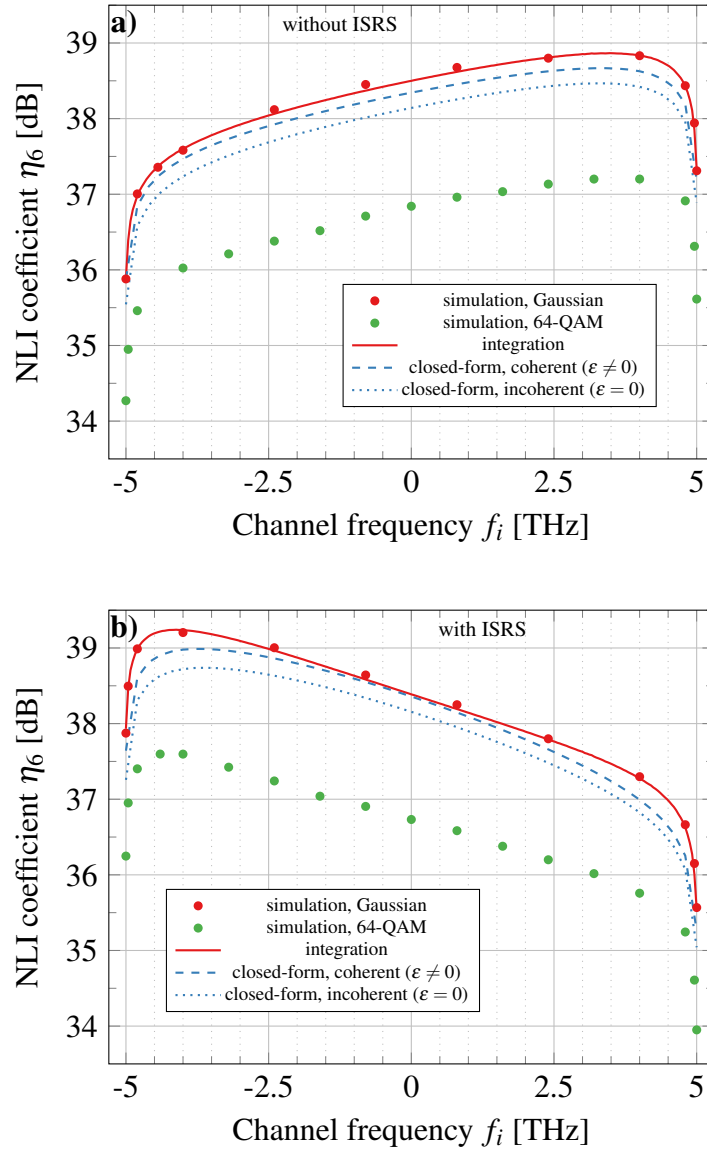 a)
without ISRS
NLI coefficient η6 [dB]
39
38
37
36
35
34
simulation, Gaussian
simulation, 64-QAM
integration
closed-form, coherent (ε ≠ 0)
closed-form, incoherent (ε = 0)
-5 -2.5 0 2.5 5
Channel frequency fi [THz]
b)
with ISRS
NLI coefficient η6 [dB]
39
38
37
36
35
34
simulation, Gaussian
simulation, 64-QAM
integration
closed-form, coherent (ε ≠ 0)
closed-form, incoherent (ε = 0)
-5 -2.5 0 2.5 5
Channel frequency fi [THz]